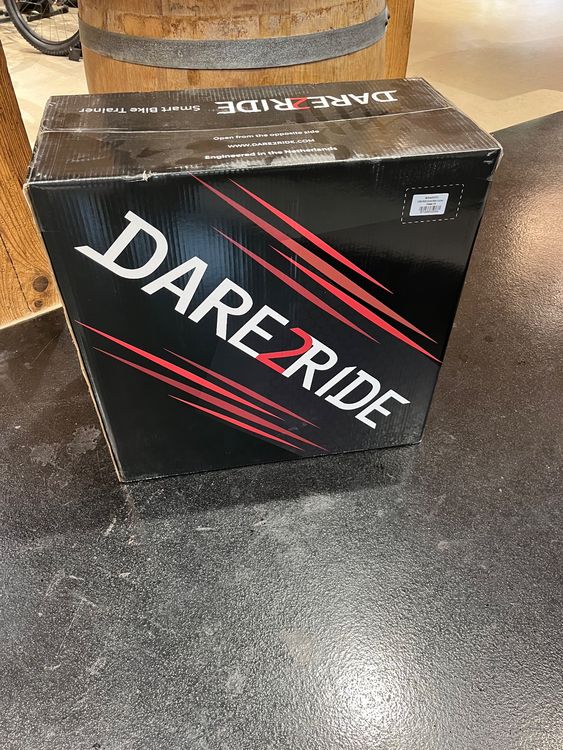 DARE2RIDE
Smart Bike Trainer
Open from the opposite side
WWW.DARE2RIDE.COM
Engineered in the Netherlands
DARE2RIDE